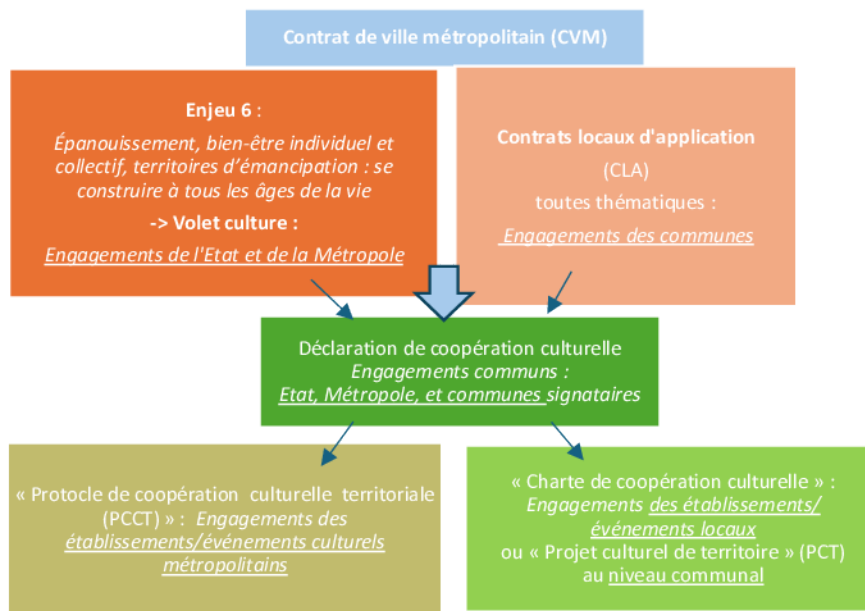 Contrat de ville métropolitain (CVM)
Enjeu 6 :
Épanouissement, bien-être individuel et
collectif, territoires d’émancipation : se
construire à tous les âges de la vie
-> Volet culture :
Engagements de l'Etat et de la Métropole
Contrats locaux d'application
(CLA)
toutes thématiques :
Engagements des communes
Déclaration de coopération culturelle
Engagements communs :
Etat, Métropole, et communes signataires
« Protocle de coopération culturelle territoriale
(PCCT) » : Engagements des
établissements/événements culturels
métropolitains
« Charte de coopération culturelle » :
Engagements des établissements/
événements locaux
ou « Projet culturel de territoire » (PCT)
au niveau communal